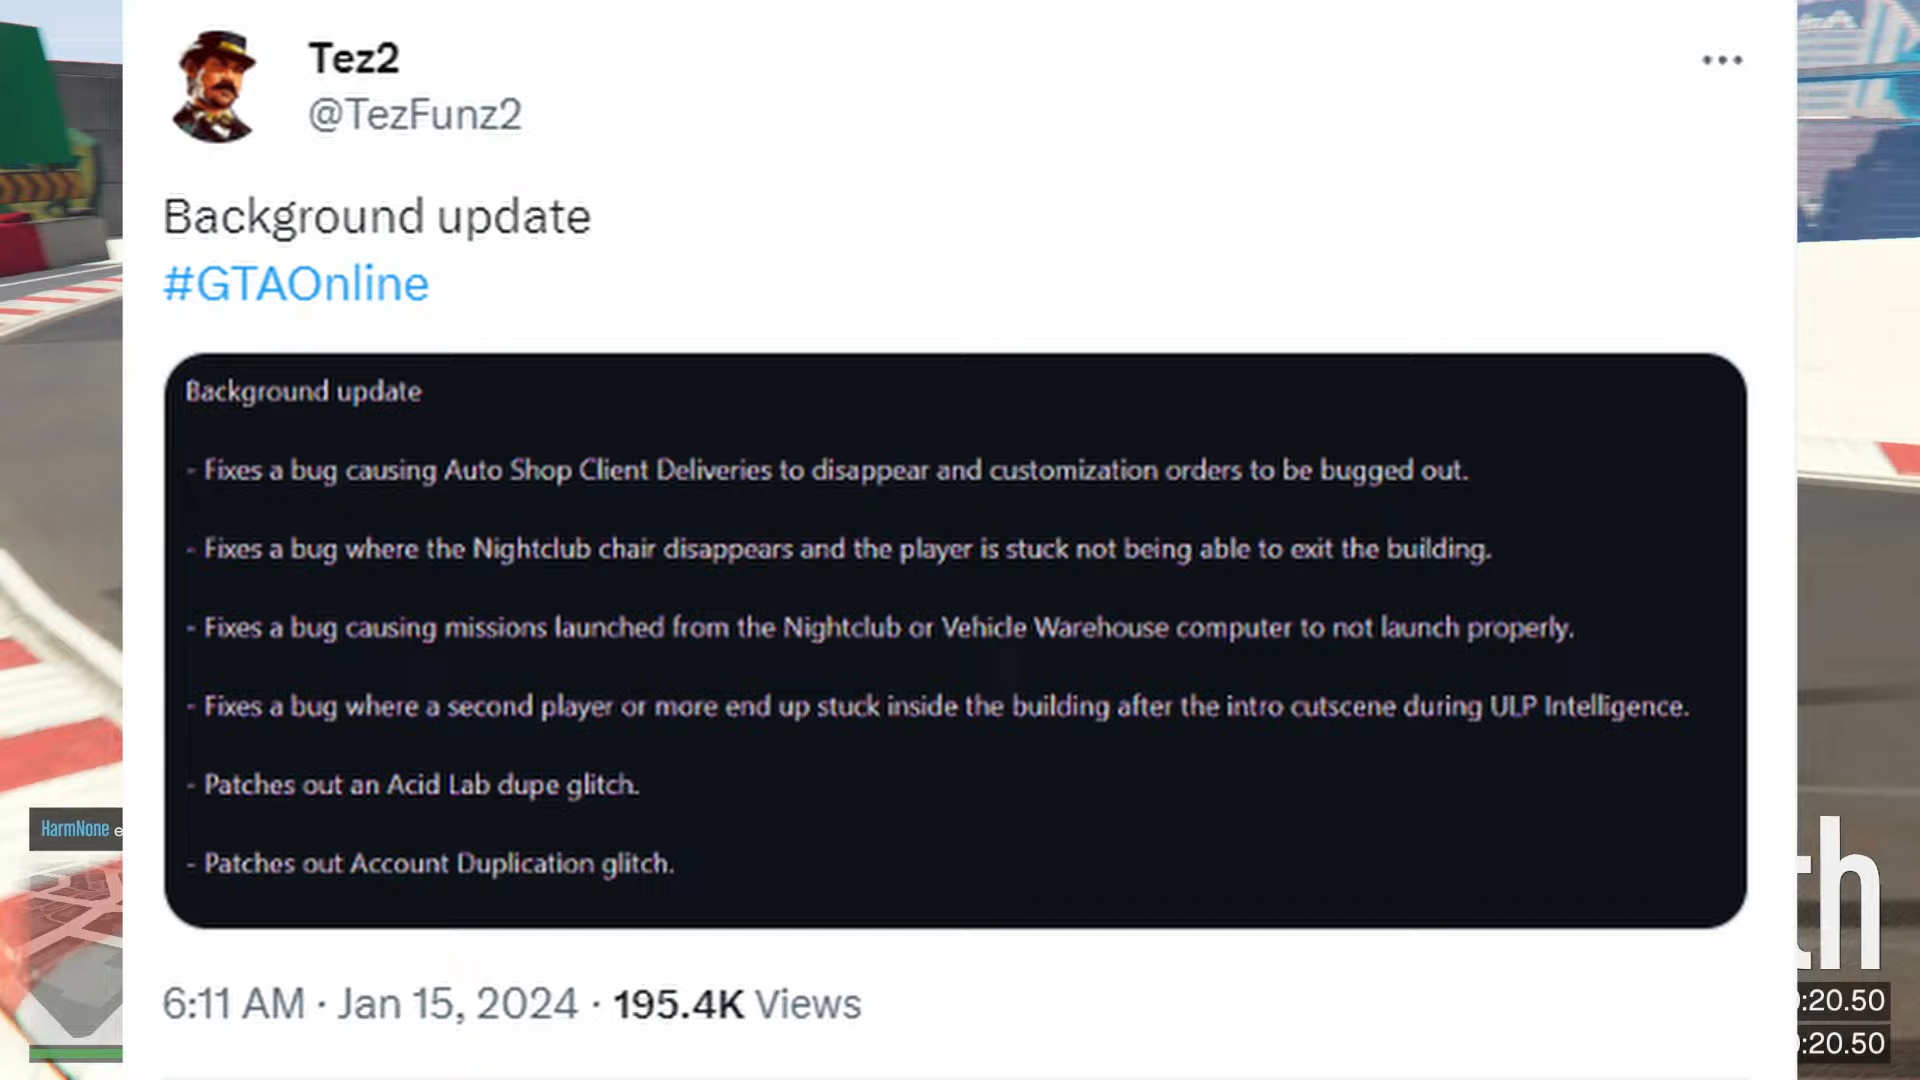 Tez2
@TezFunz2
Background update
#GTAOnline
Background update
- Fixes a bug causing Auto Shop Client Deliveries to disappear and customization orders to be bugged out.
- Fixes a bug where the Nightclub chair disappears and the player is stuck not being able to exit the building.
- Fixes a bug causing missions launched from the Nightclub or Vehicle Warehouse computer to not launch properly.
- Fixes a bug where a second player or more end up stuck inside the building after the intro cutscene during ULP Intelligence.
- Patches out an Acid Lab dupe glitch.
- Patches out Account Duplication glitch.
6:11 AM · Jan 15, 2024 · 195.4K Views
HarmNone e
th
:20.50
:20.50